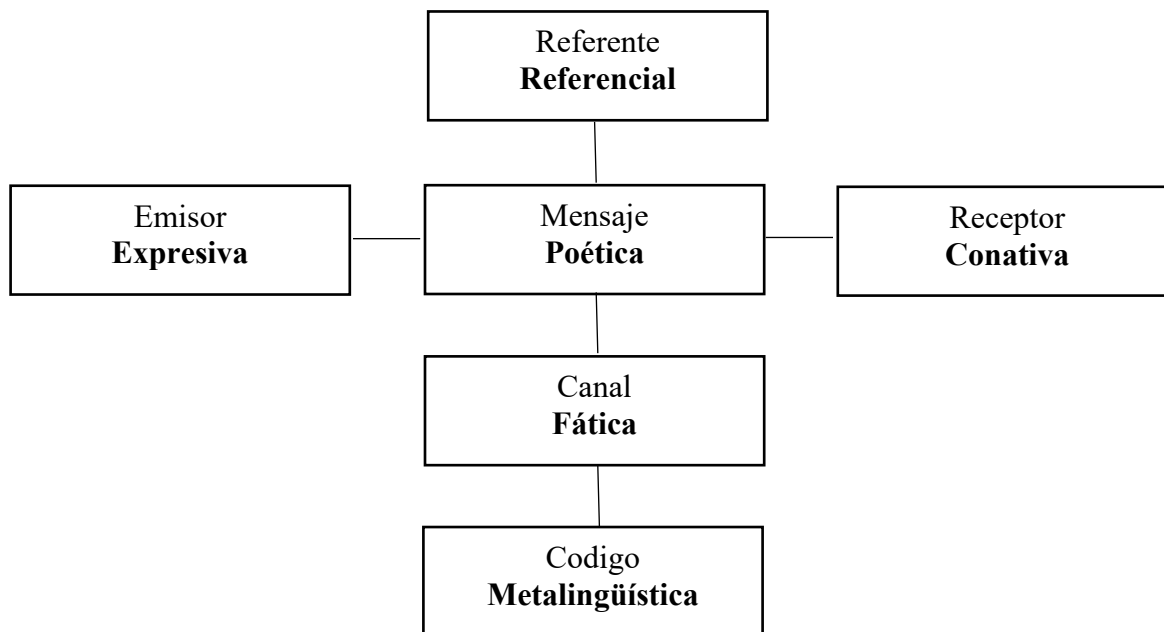 Referente
Referencial
Emisor
Expresiva
Mensaje
Poética
Receptor
Conativa
Canal
Fática
Codigo
Metalingüística